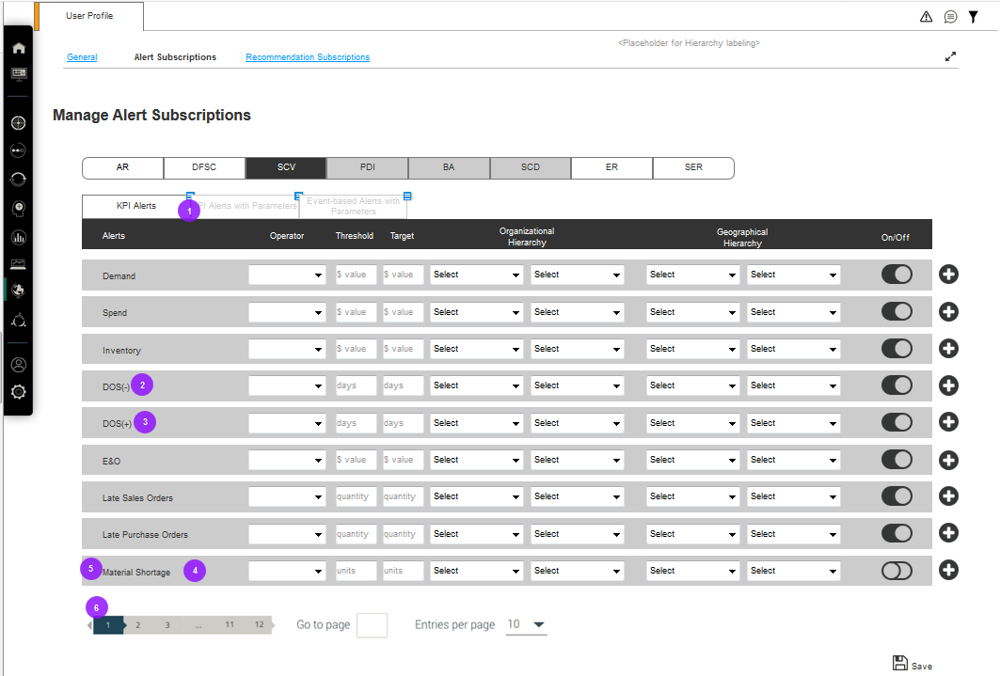 User Profile
<Placeholder for Hierarchy labeling>
General Alert Subscriptions Recommendation Subscriptions
Manage Alert Subscriptions
AR DFSC SCV PDI BA SCD ER SER
KPI Alerts 1 PI Alerts with Parameters Event-based Alerts with
Parameters
Alerts Operator Threshold Target Organizational
Hierarchy Geographical
Hierarchy On/Off
Demand $ value $ value Select Select Select Select
Spend $ value $ value Select Select Select Select
Inventory $ value $ value Select Select Select Select
DOS(-) 2 days days Select Select Select Select
DOS(+) 3 days days Select Select Select Select
E&O $ value $ value Select Select Select Select
Late Sales Orders quantity quantity Select Select Select Select
Late Purchase Orders quantity quantity Select Select Select Select
5 Material Shortage 4 units units Select Select Select Select
6
1 2 3 ... 11 12 Go to page Entries per page 10
Save